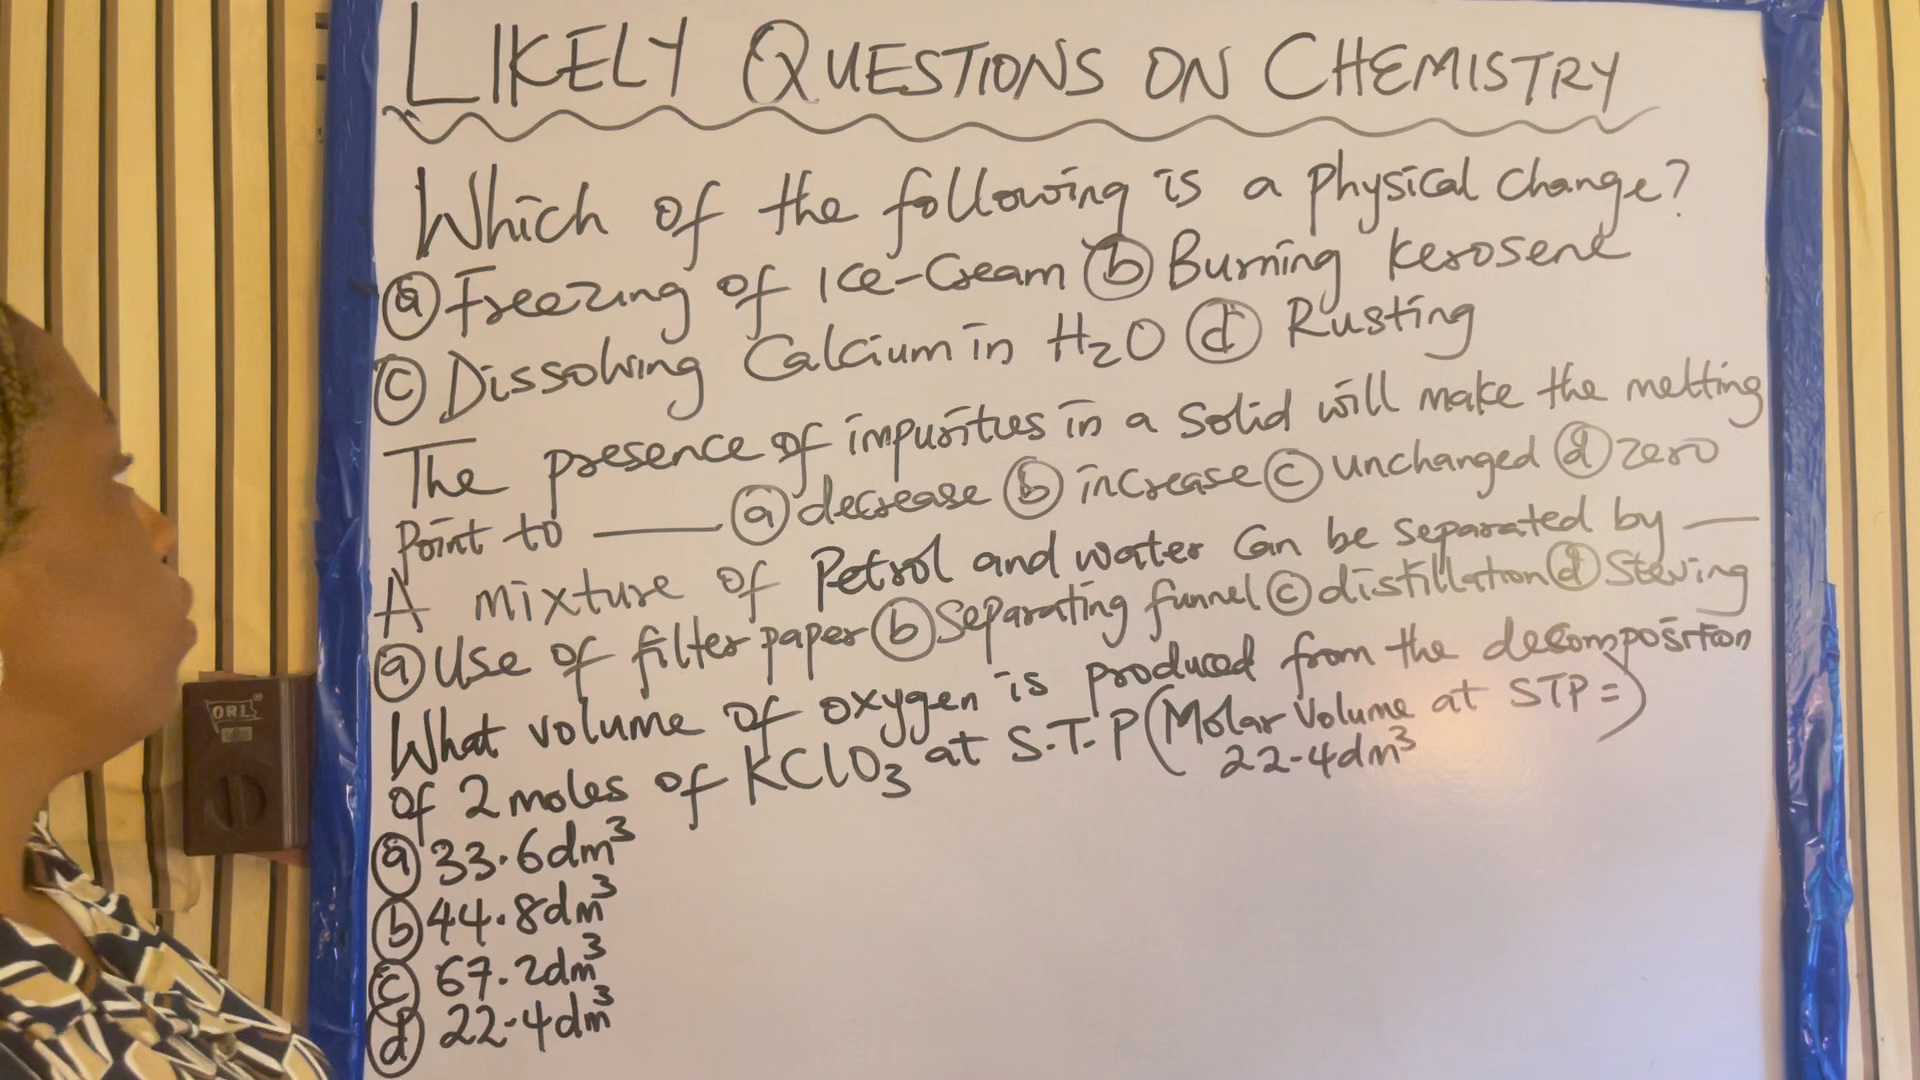 LIKELY QUESTIONS ON CHEMISTRY
Which of the following is a physical change?
(a) Freezing of Ice-Cream (b) Burning kerosene
(c) Dissolving Calcium in H₂O (d) Rusting
The presence of impurities in a solid will make the melting
Point to ____ (a) decrease (b) increase (c) unchanged (d) zero
A mixture of Petrol and water Can be separated by __
(a) Use of filter paper (b) Separating funnel (c) distillation (d) Steving
What volume of oxygen is produced from the decomposition
of 2 moles of KClO₃ at S.T.P (Molar Volume at STP =)
22.4dm³
(a) 33.6dm³
(b) 44.8dm³
(c) 67.2dm³
(d) 22.4dm³
ORL